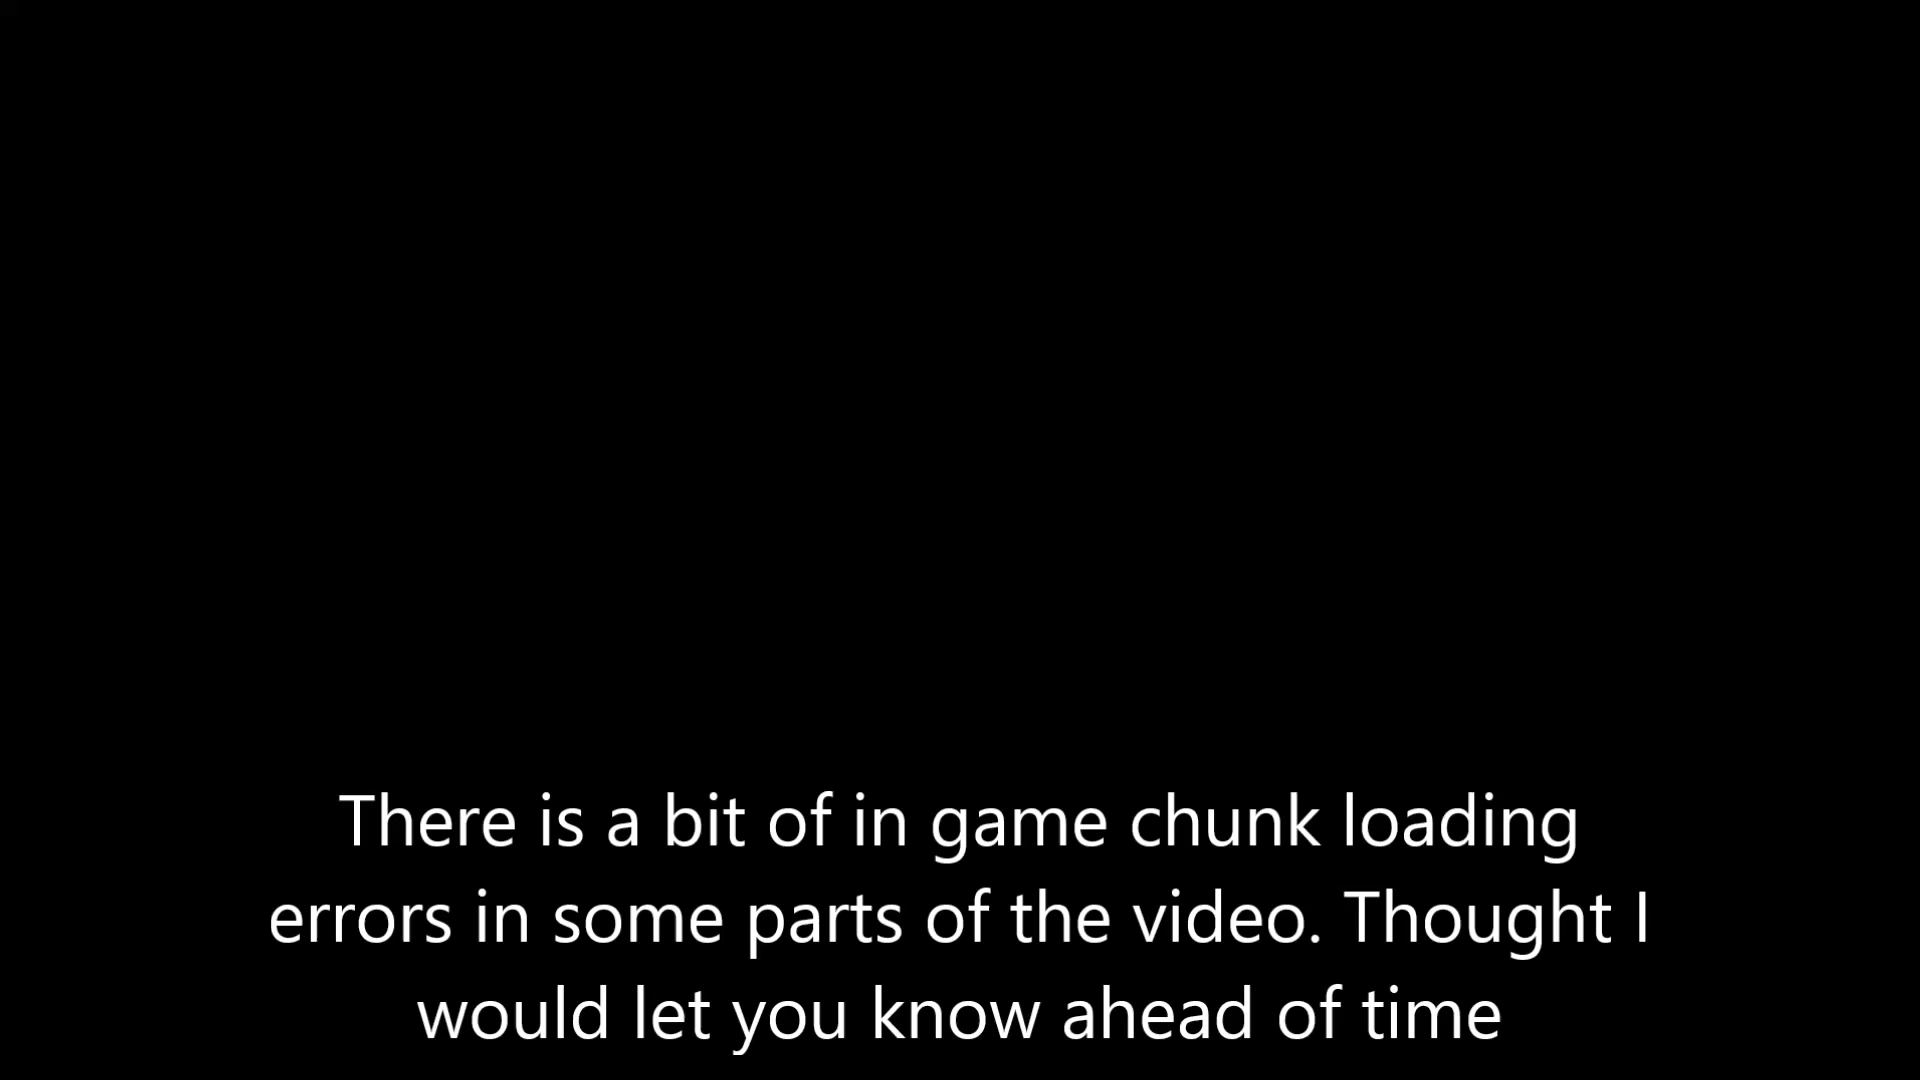 There is a bit of in game chunk loading
errors in some parts of the video. Thought I
would let you know ahead of time